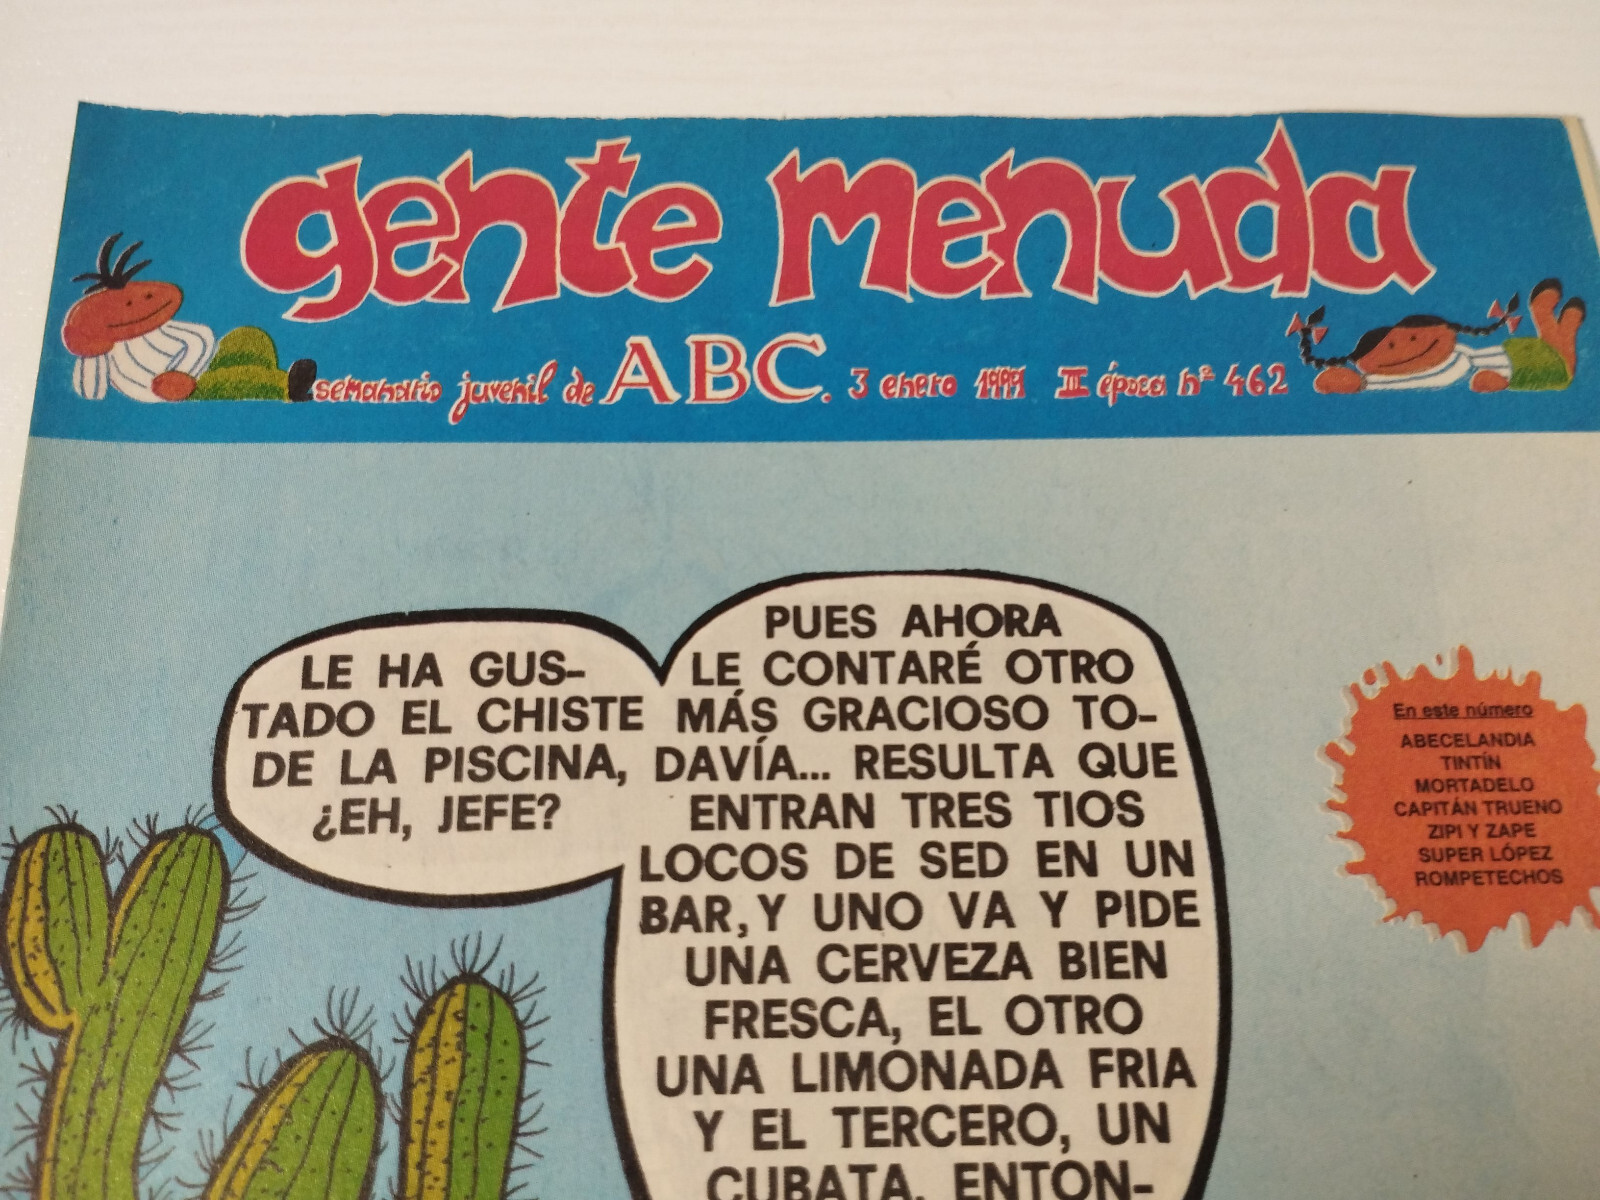 gente menuda
semanario juvenil de ABC. 3 enero 1999 III época nº 462
LE HA GUS-
TADO EL CHISTE
DE LA PISCINA,
¿EH, JEFE?
PUES AHORA
LE CONTARÉ OTRO
MÁS GRACIOSO TO-
DAVÍA... RESULTA QUE
ENTRAN TRES TIOS
LOCOS DE SED EN UN
BAR, Y UNO VA Y PIDE
UNA CERVEZA BIEN
FRESCA, EL OTRO
UNA LIMONADA FRIA
Y EL TERCERO, UN
CUBATA. ENTON-
En este número
ABECELANDIA
TINTÍN
MORTADELO
CAPITÁN TRUENO
ZIPI Y ZAPE
SUPER LÓPEZ
ROMPETECHOS